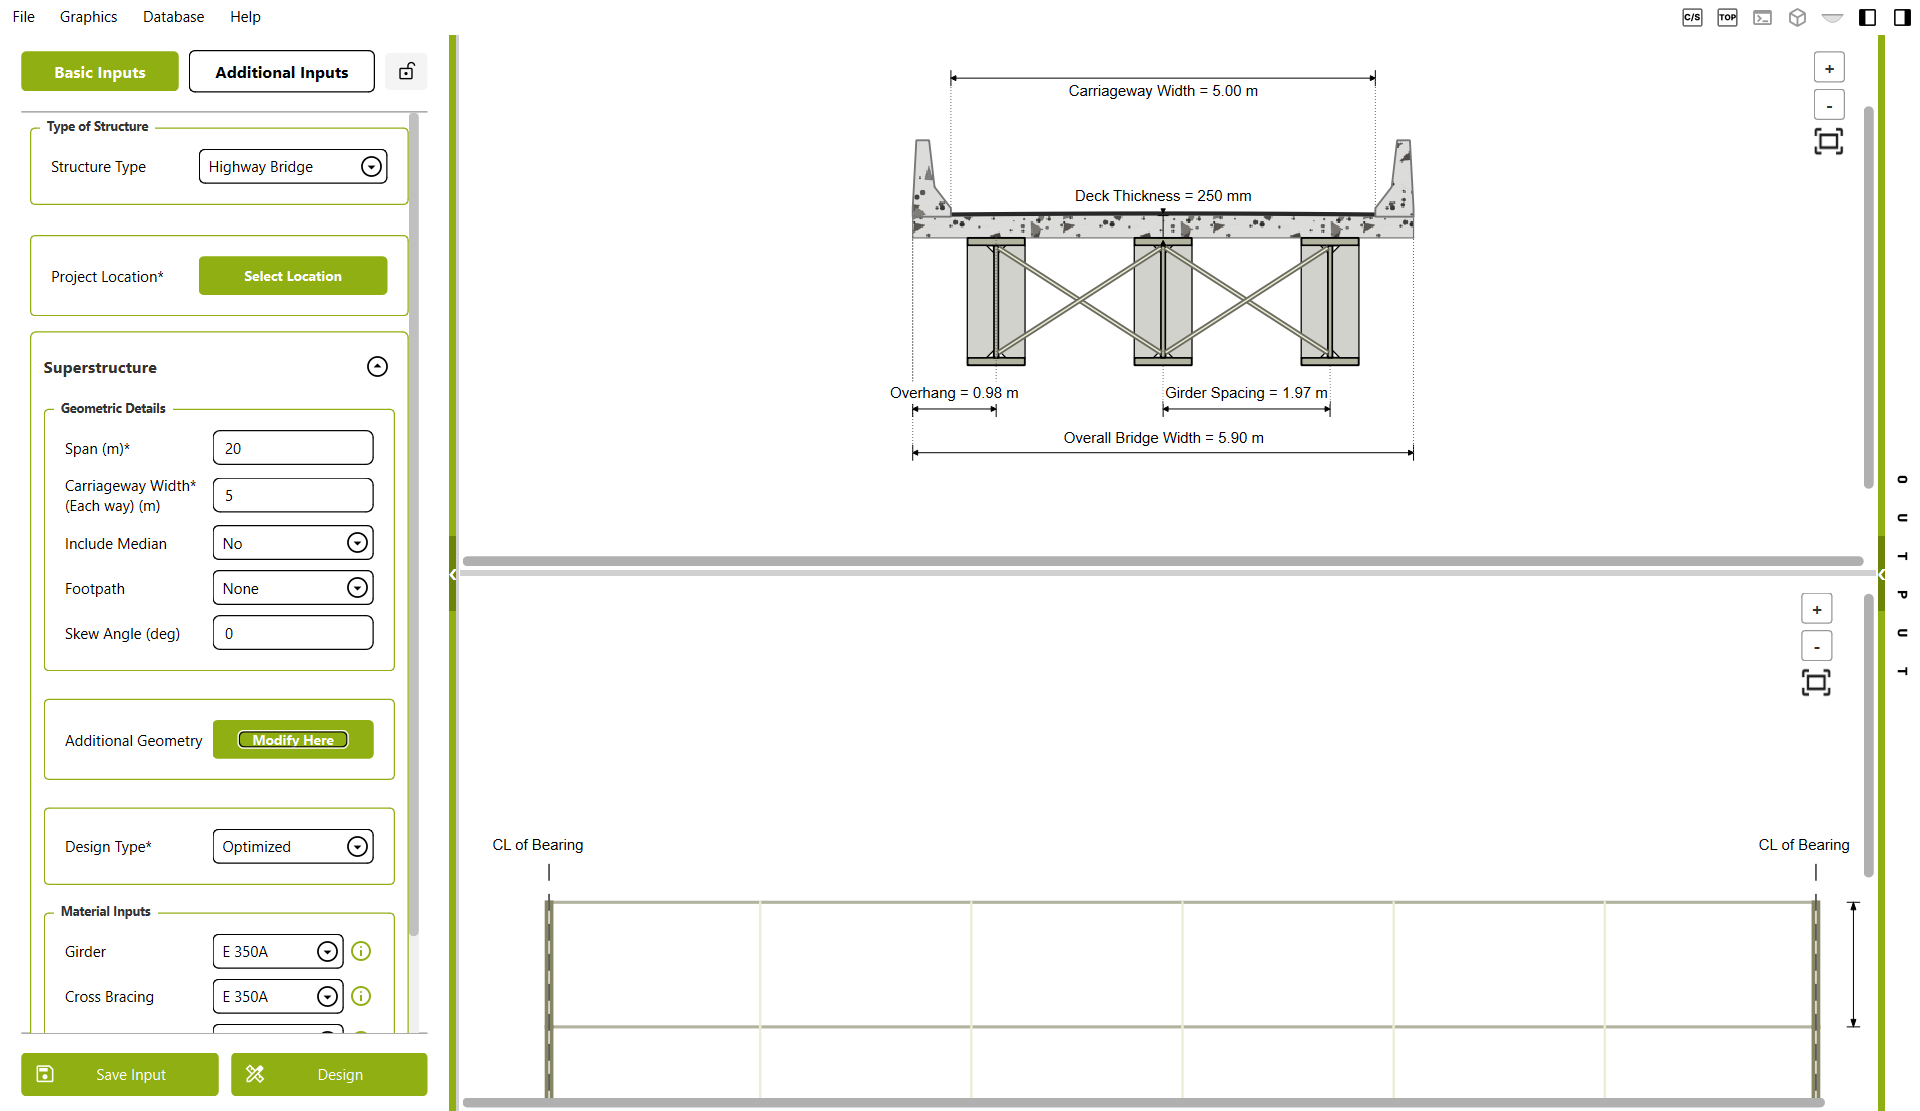 File Graphics Database Help
C/S TOP
Basic Inputs
Additional Inputs
Type of Structure
Structure Type
Highway Bridge
Project Location*
Select Location
Superstructure
Geometric Details
Span (m)*
20
Carriageway Width*
(Each way) (m)
5
Include Median
No
Footpath
None
Skew Angle (deg)
0
Additional Geometry
Modify Here
Design Type*
Optimized
Material Inputs
Girder
E 350A
Cross Bracing
E 350A
Save Input
Design
Carriageway Width = 5.00 m
Deck Thickness = 250 mm
Overhang = 0.98 m
Girder Spacing = 1.97 m
Overall Bridge Width = 5.90 m
+
-
CL of Bearing
CL of Bearing
+
-
OUTPUT